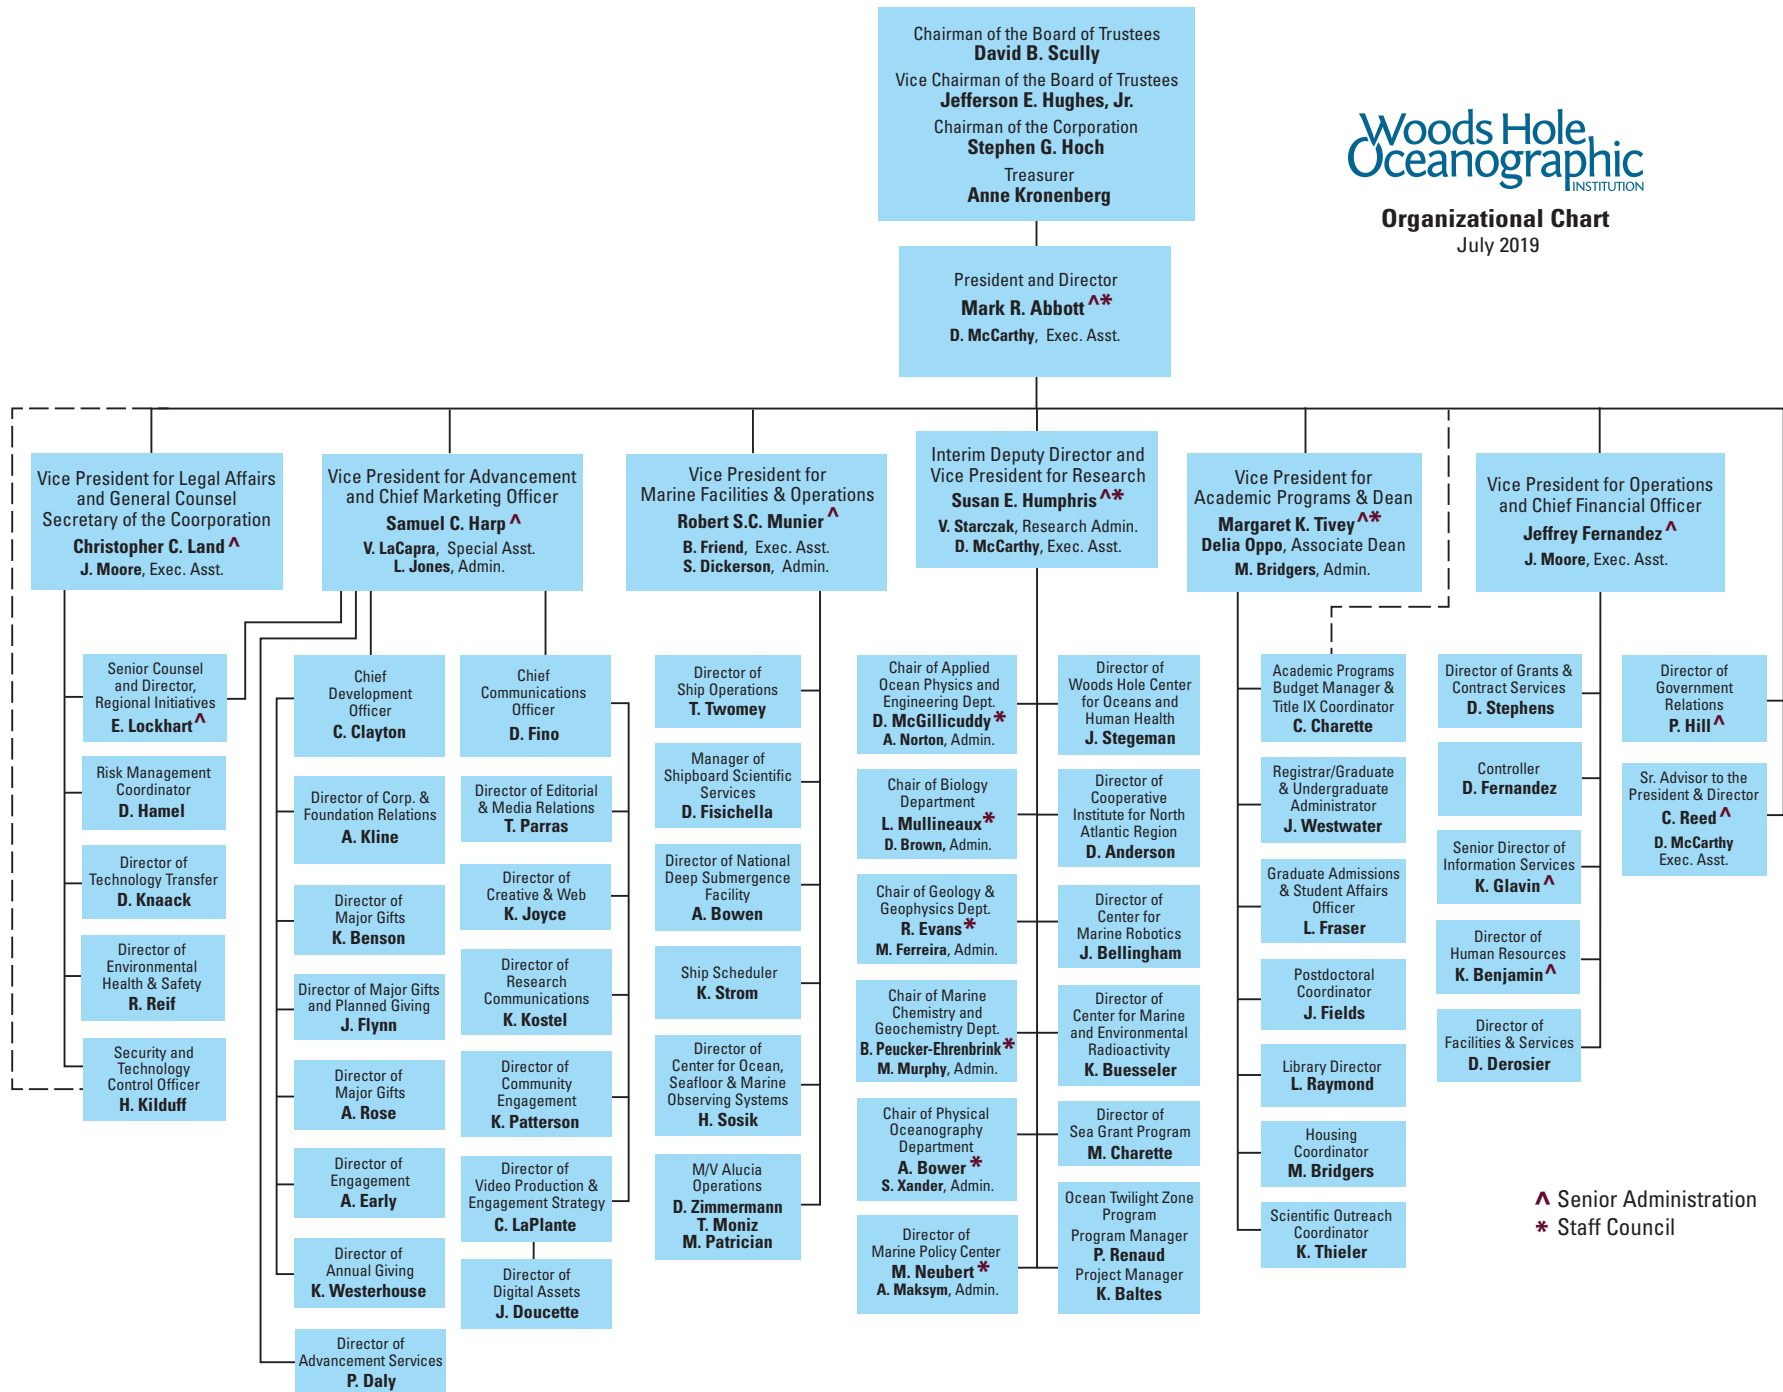 Chairman of the Board of Trustees
David B. Scully
Vice Chairman of the Board of Trustees
Jefferson E. Hughes, Jr.
Chairman of the Corporation
Stephen G. Hoch
Treasurer
Anne Kronenberg
Woods Hole
Oceanographic
INSTITUTION
Organizational Chart
July 2019
President and Director
Mark R. Abbott ^*
D. McCarthy, Exec. Asst.
Vice President for Legal Affairs
and General Counsel
Secretary of the Coorporation
Christopher C. Land ^
J. Moore, Exec. Asst.
Vice President for Advancement
and Chief Marketing Officer
Samuel C. Harp ^
V. LaCapra, Special Asst.
L. Jones, Admin.
Vice President for
Marine Facilities & Operations
Robert S.C. Munier ^
B. Friend, Exec. Asst.
S. Dickerson, Admin.
Interim Deputy Director and
Vice President for Research
Susan E. Humphris ^*
V. Starczak, Research Admin.
D. McCarthy, Exec. Asst.
Vice President for
Academic Programs & Dean
Margaret K. Tivey ^*
Delia Oppo, Associate Dean
M. Bridgers, Admin.
Vice President for Operations
and Chief Financial Officer
Jeffrey Fernandez ^
J. Moore, Exec. Asst.
Senior Counsel
and Director,
Regional Initiatives
E. Lockhart ^
Risk Management
Coordinator
D. Hamel
Director of
Technology Transfer
D. Knaack
Director of
Environmental
Health & Safety
R. Reif
Security and
Technology
Control Officer
H. Kilduff
Chief
Development
Officer
C. Clayton
Director of Corp. &
Foundation Relations
A. Kline
Director of
Major Gifts
K. Benson
Director of Major Gifts
and Planned Giving
J. Flynn
Director of
Major Gifts
A. Rose
Director of
Engagement
A. Early
Director of
Annual Giving
K. Westerhouse
Director of
Advancement Services
P. Daly
Chief
Communications
Officer
D. Fino
Director of Editorial
& Media Relations
T. Parras
Director of
Creative & Web
K. Joyce
Director of
Research
Communications
K. Kostel
Director of
Community
Engagement
K. Patterson
Director of
Video Production &
Engagement Strategy
C. LaPlante
Director of
Digital Assets
J. Doucette
Director of
Ship Operations
T. Twomey
Manager of
Shipboard Scientific
Services
D. Fisichella
Director of National
Deep Submergence
Facility
A. Bowen
Ship Scheduler
K. Strom
Director of
Center for Ocean,
Seafloor & Marine
Observing Systems
H. Sosik
M/V Alucia
Operations
D. Zimmermann
T. Moniz
M. Patrician
Chair of Applied
Ocean Physics and
Engineering Dept.
D. McGillicuddy *
A. Norton, Admin.
Chair of Biology
Department
L. Mullineaux *
D. Brown, Admin.
Chair of Geology &
Geophysics Dept.
R. Evans *
M. Ferreira, Admin.
Chair of Marine
Chemistry and
Geochemistry Dept.
B. Peucker-Ehrenbrink *
M. Murphy, Admin.
Chair of Physical
Oceanography
Department
A. Bower *
S. Xander, Admin.
Director of
Marine Policy Center
M. Neubert *
A. Maksym, Admin.
Director of
Woods Hole Center
for Oceans and
Human Health
J. Stegeman
Director of
Cooperative
Institute for North
Atlantic Region
D. Anderson
Director of
Center for
Marine Robotics
J. Bellingham
Director of
Center for Marine
and Environmental
Radioactivity
K. Buesseler
Director of
Sea Grant Program
M. Charette
Ocean Twilight Zone
Program
Program Manager
P. Renaud
Project Manager
K. Baltes
Academic Programs
Budget Manager &
Title IX Coordinator
C. Charette
Registrar/Graduate
& Undergraduate
Administrator
J. Westwater
Graduate Admissions
& Student Affairs
Officer
L. Fraser
Postdoctoral
Coordinator
J. Fields
Library Director
L. Raymond
Housing
Coordinator
M. Bridgers
Scientific Outreach
Coordinator
K. Thieler
Director of Grants &
Contract Services
D. Stephens
Controller
D. Fernandez
Senior Director of
Information Services
K. Glavin ^
Director of
Human Resources
K. Benjamin ^
Director of
Facilities & Services
D. Derosier
Director of
Government
Relations
P. Hill ^
Sr. Advisor to the
President & Director
C. Reed ^
D. McCarthy
Exec. Asst.
^ Senior Administration
* Staff Council